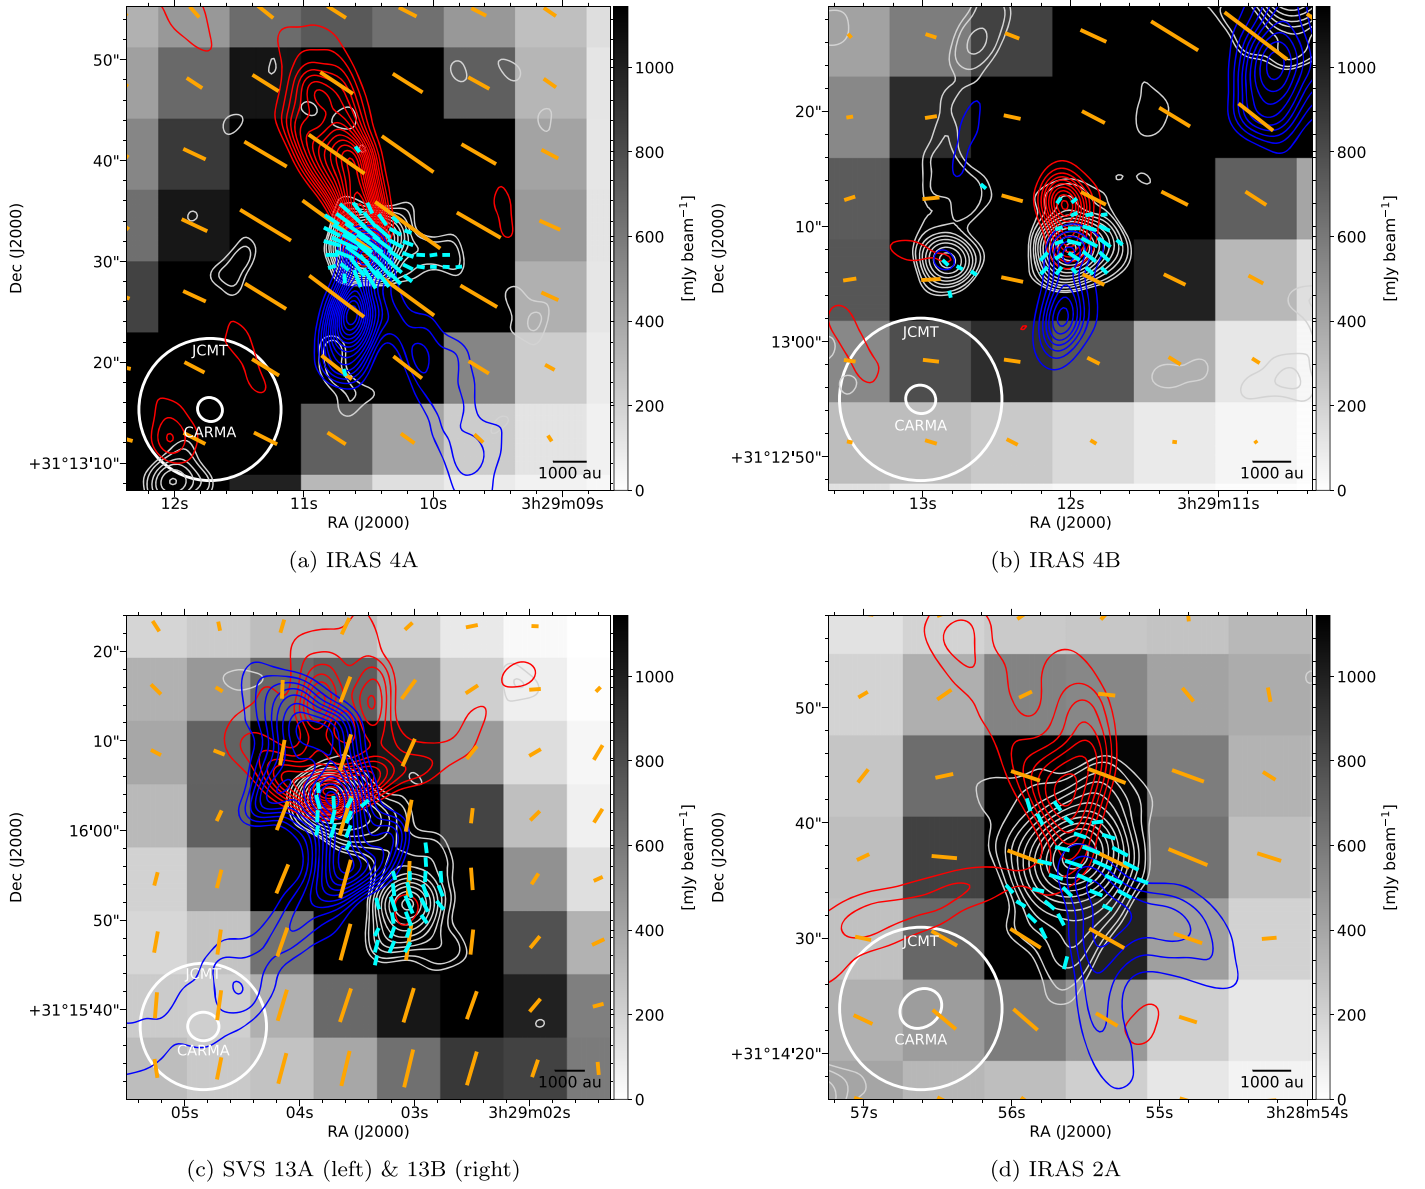 50"
40"
30"
20"
+31°13'10"
Dec (J2000)
JCMT
CARMA
1000 au
12s
11s
10s
3h29m09s
RA (J2000)
1000
800
600
400
200
0
[mJy beam⁻¹]
(a) IRAS 4A
20"
10"
13'00"
+31°12'50"
Dec (J2000)
JCMT
CARMA
1000 au
13s
12s
3h29m11s
RA (J2000)
1000
800
600
400
200
0
[mJy beam⁻¹]
(b) IRAS 4B
20"
10"
16'00"
50"
+31°15'40"
Dec (J2000)
JCMT
CARMA
1000 au
05s
04s
03s
3h29m02s
RA (J2000)
1000
800
600
400
200
0
[mJy beam⁻¹]
(c) SVS 13A (left) & 13B (right)
50"
40"
30"
+31°14'20"
Dec (J2000)
JCMT
CARMA
1000 au
57s
56s
55s
3h28m54s
RA (J2000)
1000
800
600
400
200
0
[mJy beam⁻¹]
(d) IRAS 2A